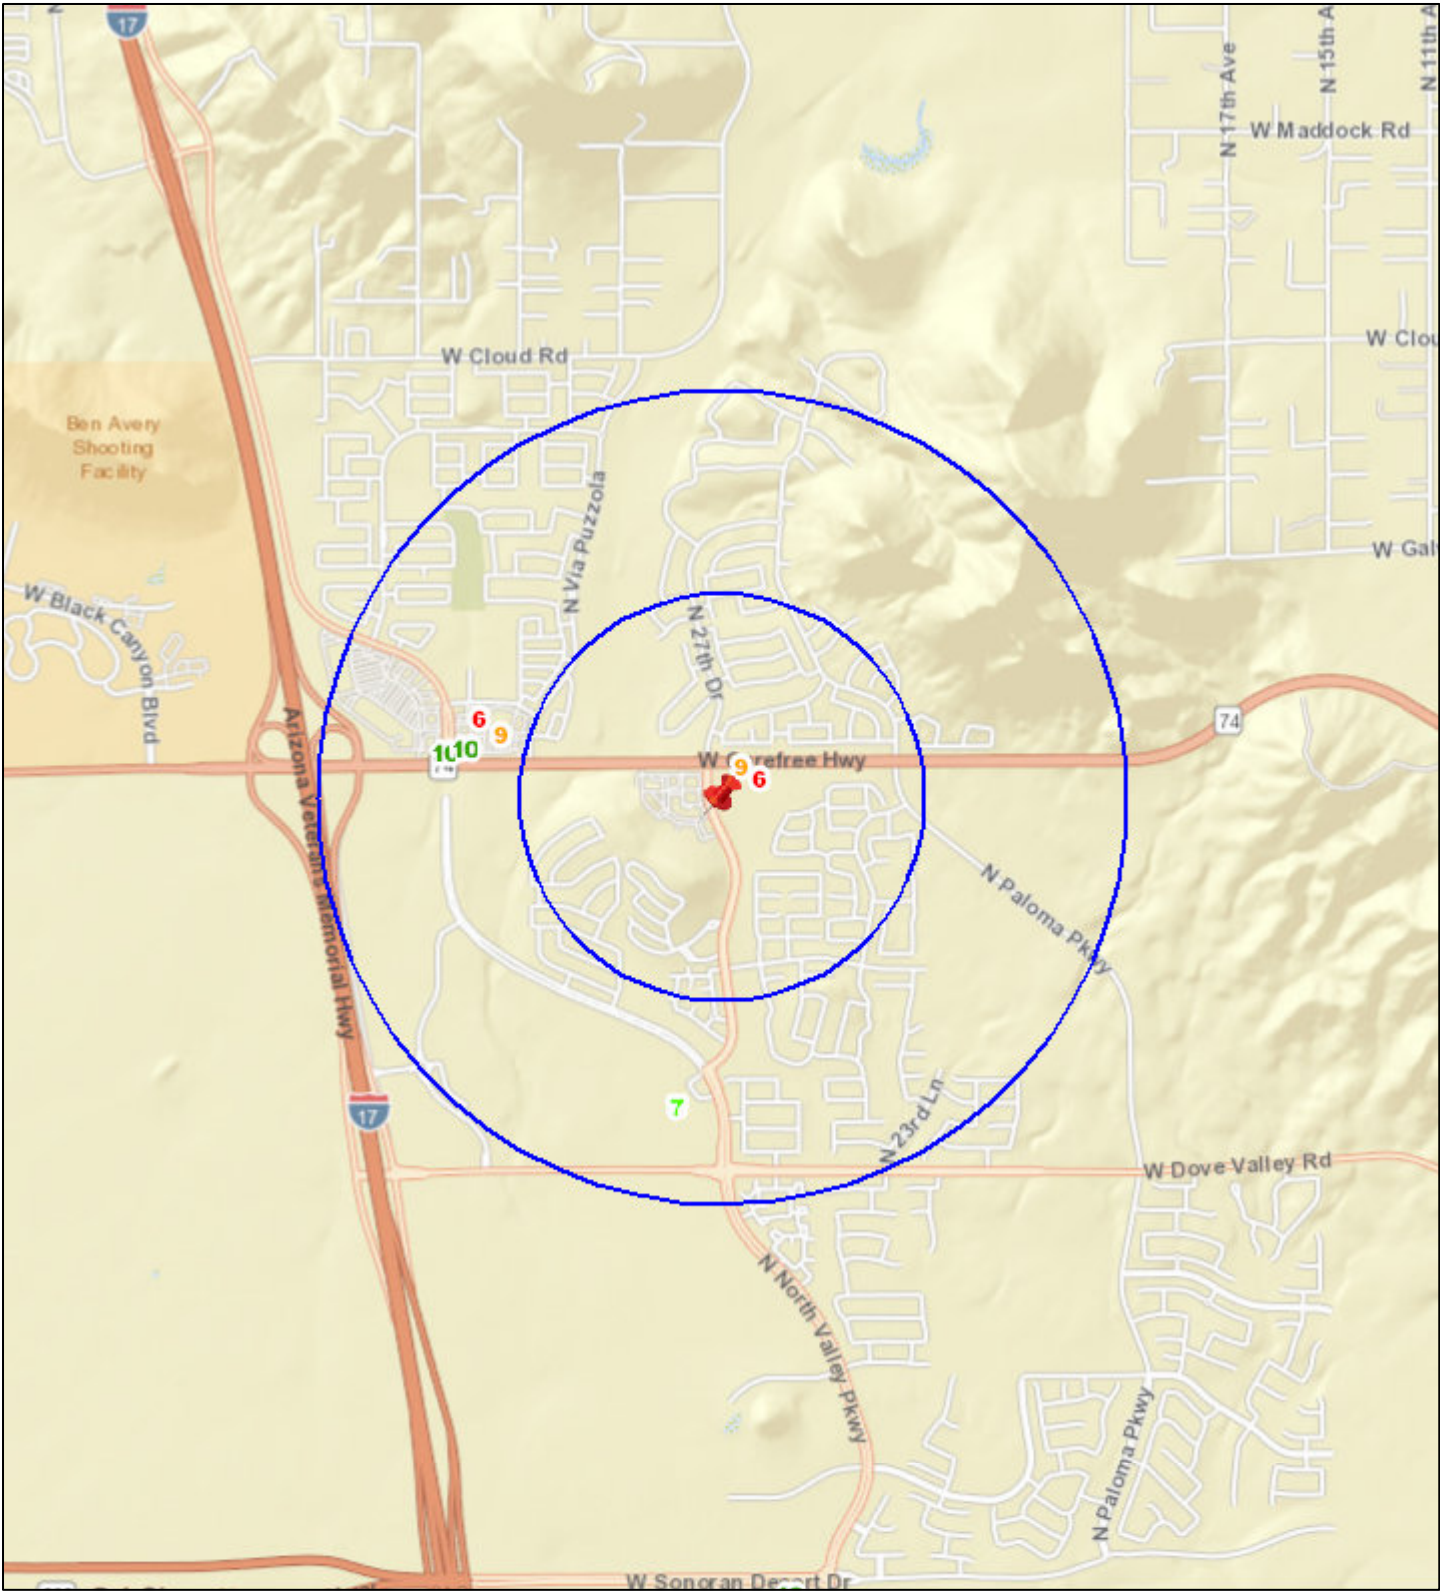 17
N 17th Ave
N 15th A
N 11th A
W Maddock Rd
W Clou
W Cloud Rd
Ben Avery
Shooting
Facility
N Via Puzzola
W Gal
W Black Canyon Blvd
N 27th Dr
74
6
9
10
10
Arizona Veterans Memorial Hwy
W Carefree Hwy
9
6
N Paloma Pkwy
17
7
N 23rd Ln
W Dove Valley Rd
N North Valley Pkwy
N Paloma Pkwy
W Sonoran Desert Dr